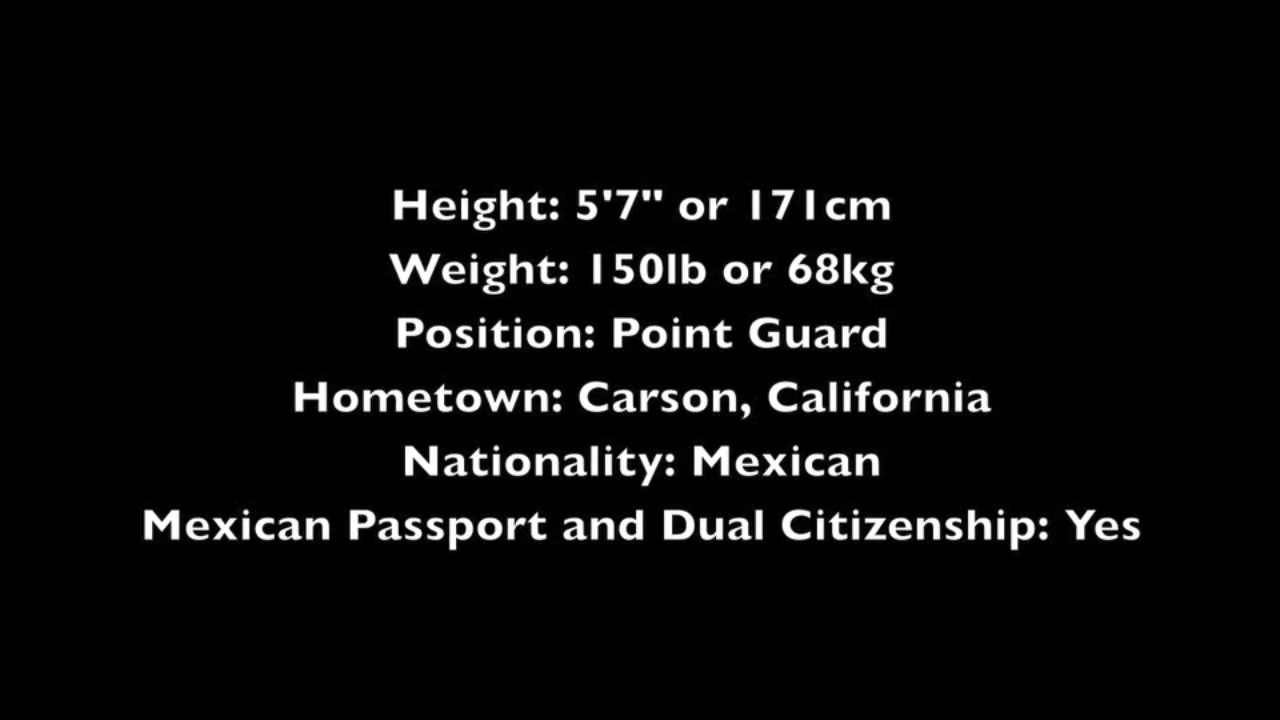 Height: 5'7" or 171cm
Weight: 150lb or 68kg
Position: Point Guard
Hometown: Carson, California
Nationality: Mexican
Mexican Passport and Dual Citizenship: Yes